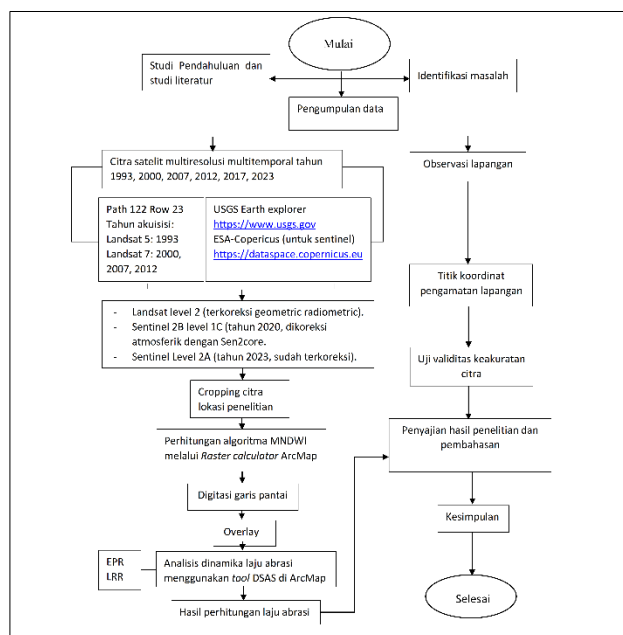 Mulai
Studi Pendahuluan dan
studi literatur
Identifikasi masalah
Pengumpulan data
Citra satelit multiresolusi multitemporal tahun
1993, 2000, 2007, 2012, 2017, 2023
Observasi lapangan
Path 122 Row 23
Tahun akuisisi:
Landsat 5: 1993
Landsat 7: 2000,
2007, 2012
USGS Earth explorer
https://www.usgs.gov
ESA-Copericus (untuk sentinel)
https://dataspace.copernicus.eu
Titik koordinat
pengamatan lapangan
- Landsat level 2 (terkoreksi geometric radiometric).
- Sentinel 2B level 1C (tahun 2020, dikoreksi
atmosferik dengan Sen2core.
- Sentinel Level 2A (tahun 2023, sudah terkoreksi).
Uji validitas keakuratan
citra
Cropping citra
lokasi penelitian
Perhitungan algoritma MNDWI
melalui Raster calculator ArcMap
Penyajian hasil penelitian dan
pembahasan
Digitasi garis pantai
Kesimpulan
Overlay
EPR
LRR
Analisis dinamika laju abrasi
menggunakan tool DSAS di ArcMap
Hasil perhitungan laju abrasi
Selesai